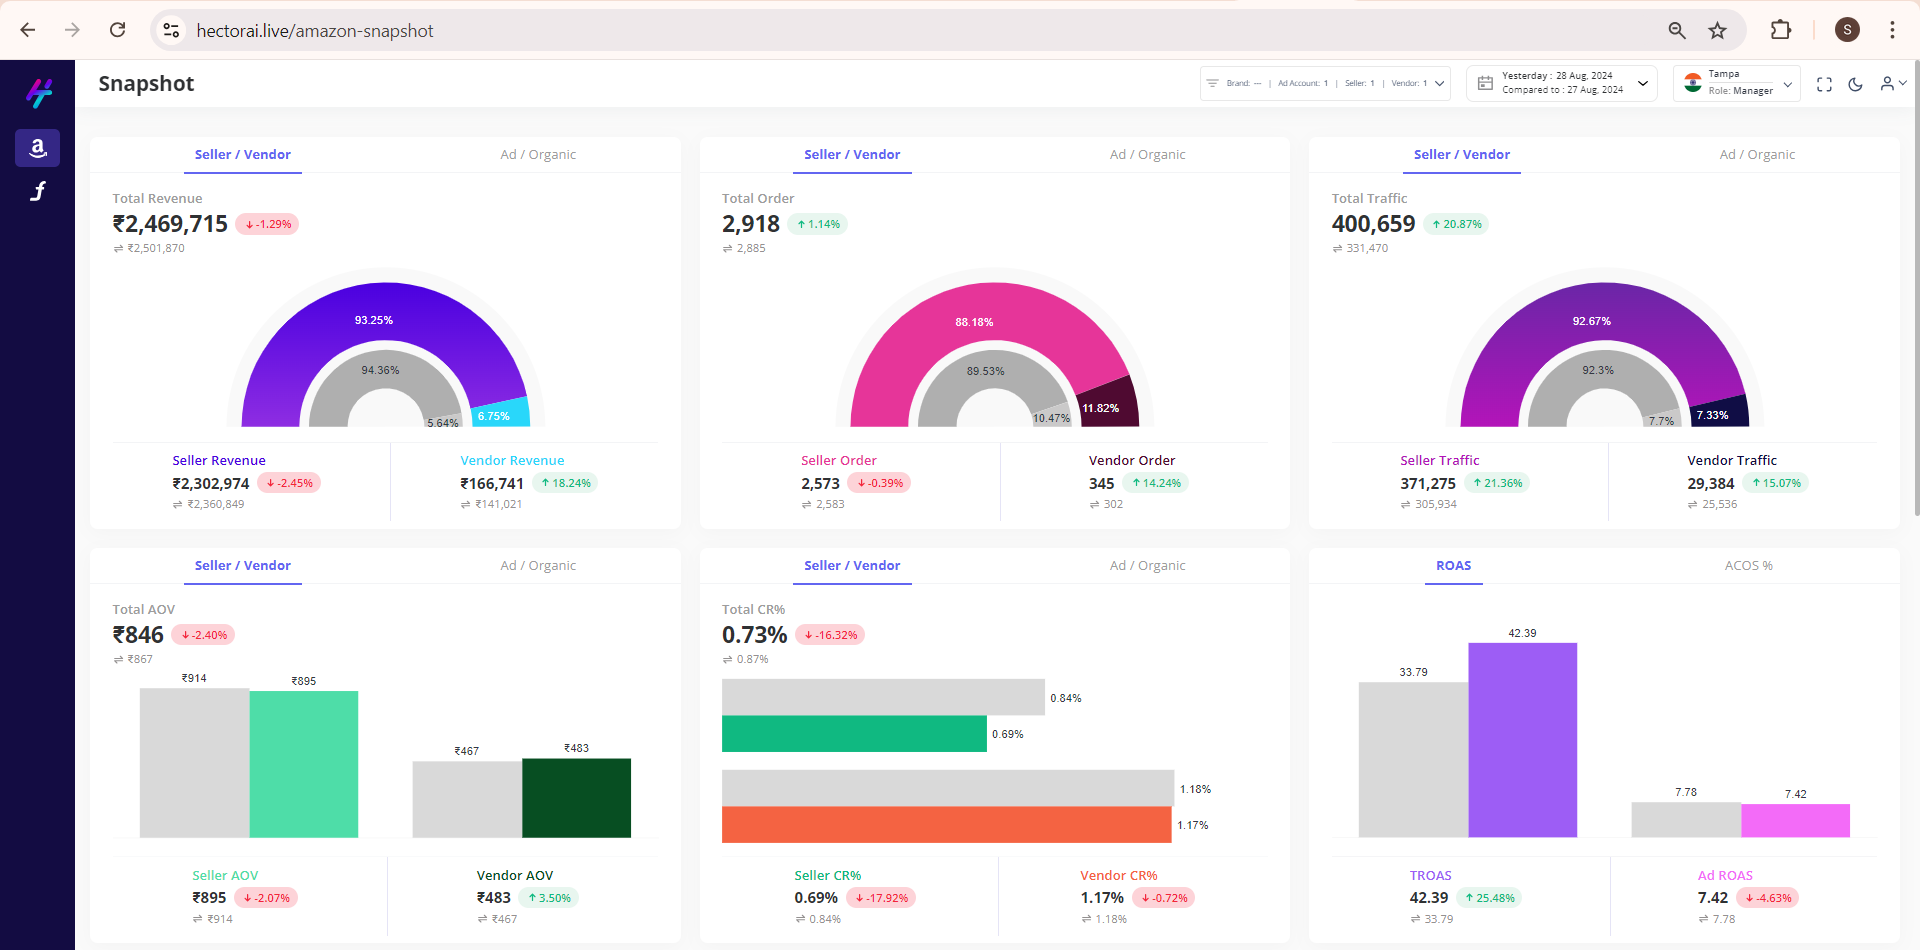 hectorai.live/amazon-snapshot
S
Snapshot
Brand: --- | Ad Account: 1 | Seller: 1 | Vendor: 1
Yesterday : 28 Aug, 2024
Compared to : 27 Aug, 2024
Tampa
Role: Manager
Seller / Vendor
Ad / Organic
Total Revenue
₹2,469,715 ↓ -1.29%
⇌ ₹2,501,870
93.25%
94.36%
5.64%
6.75%
Seller Revenue
₹2,302,974 ↓ -2.45%
⇌ ₹2,360,849
Vendor Revenue
₹166,741 ↑ 18.24%
⇌ ₹141,021
Seller / Vendor
Ad / Organic
Total Order
2,918 ↑ 1.14%
⇌ 2,885
88.18%
89.53%
10.47%
11.82%
Seller Order
2,573 ↓ -0.39%
⇌ 2,583
Vendor Order
345 ↑ 14.24%
⇌ 302
Seller / Vendor
Ad / Organic
Total Traffic
400,659 ↑ 20.87%
⇌ 331,470
92.67%
92.3%
7.7%
7.33%
Seller Traffic
371,275 ↑ 21.36%
⇌ 305,934
Vendor Traffic
29,384 ↑ 15.07%
⇌ 25,536
Seller / Vendor
Ad / Organic
Total AOV
₹846 ↓ -2.40%
⇌ ₹867
₹914
₹895
₹467
₹483
Seller AOV
₹895 ↓ -2.07%
⇌ ₹914
Vendor AOV
₹483 ↑ 3.50%
⇌ ₹467
Seller / Vendor
Ad / Organic
Total CR%
0.73% ↓ -16.32%
⇌ 0.87%
0.84%
0.69%
1.18%
1.17%
Seller CR%
0.69% ↓ -17.92%
⇌ 0.84%
Vendor CR%
1.17% ↓ -0.72%
⇌ 1.18%
ROAS
ACOS %
33.79
42.39
7.78
7.42
TROAS
42.39 ↑ 25.48%
⇌ 33.79
Ad ROAS
7.42 ↓ -4.63%
⇌ 7.78